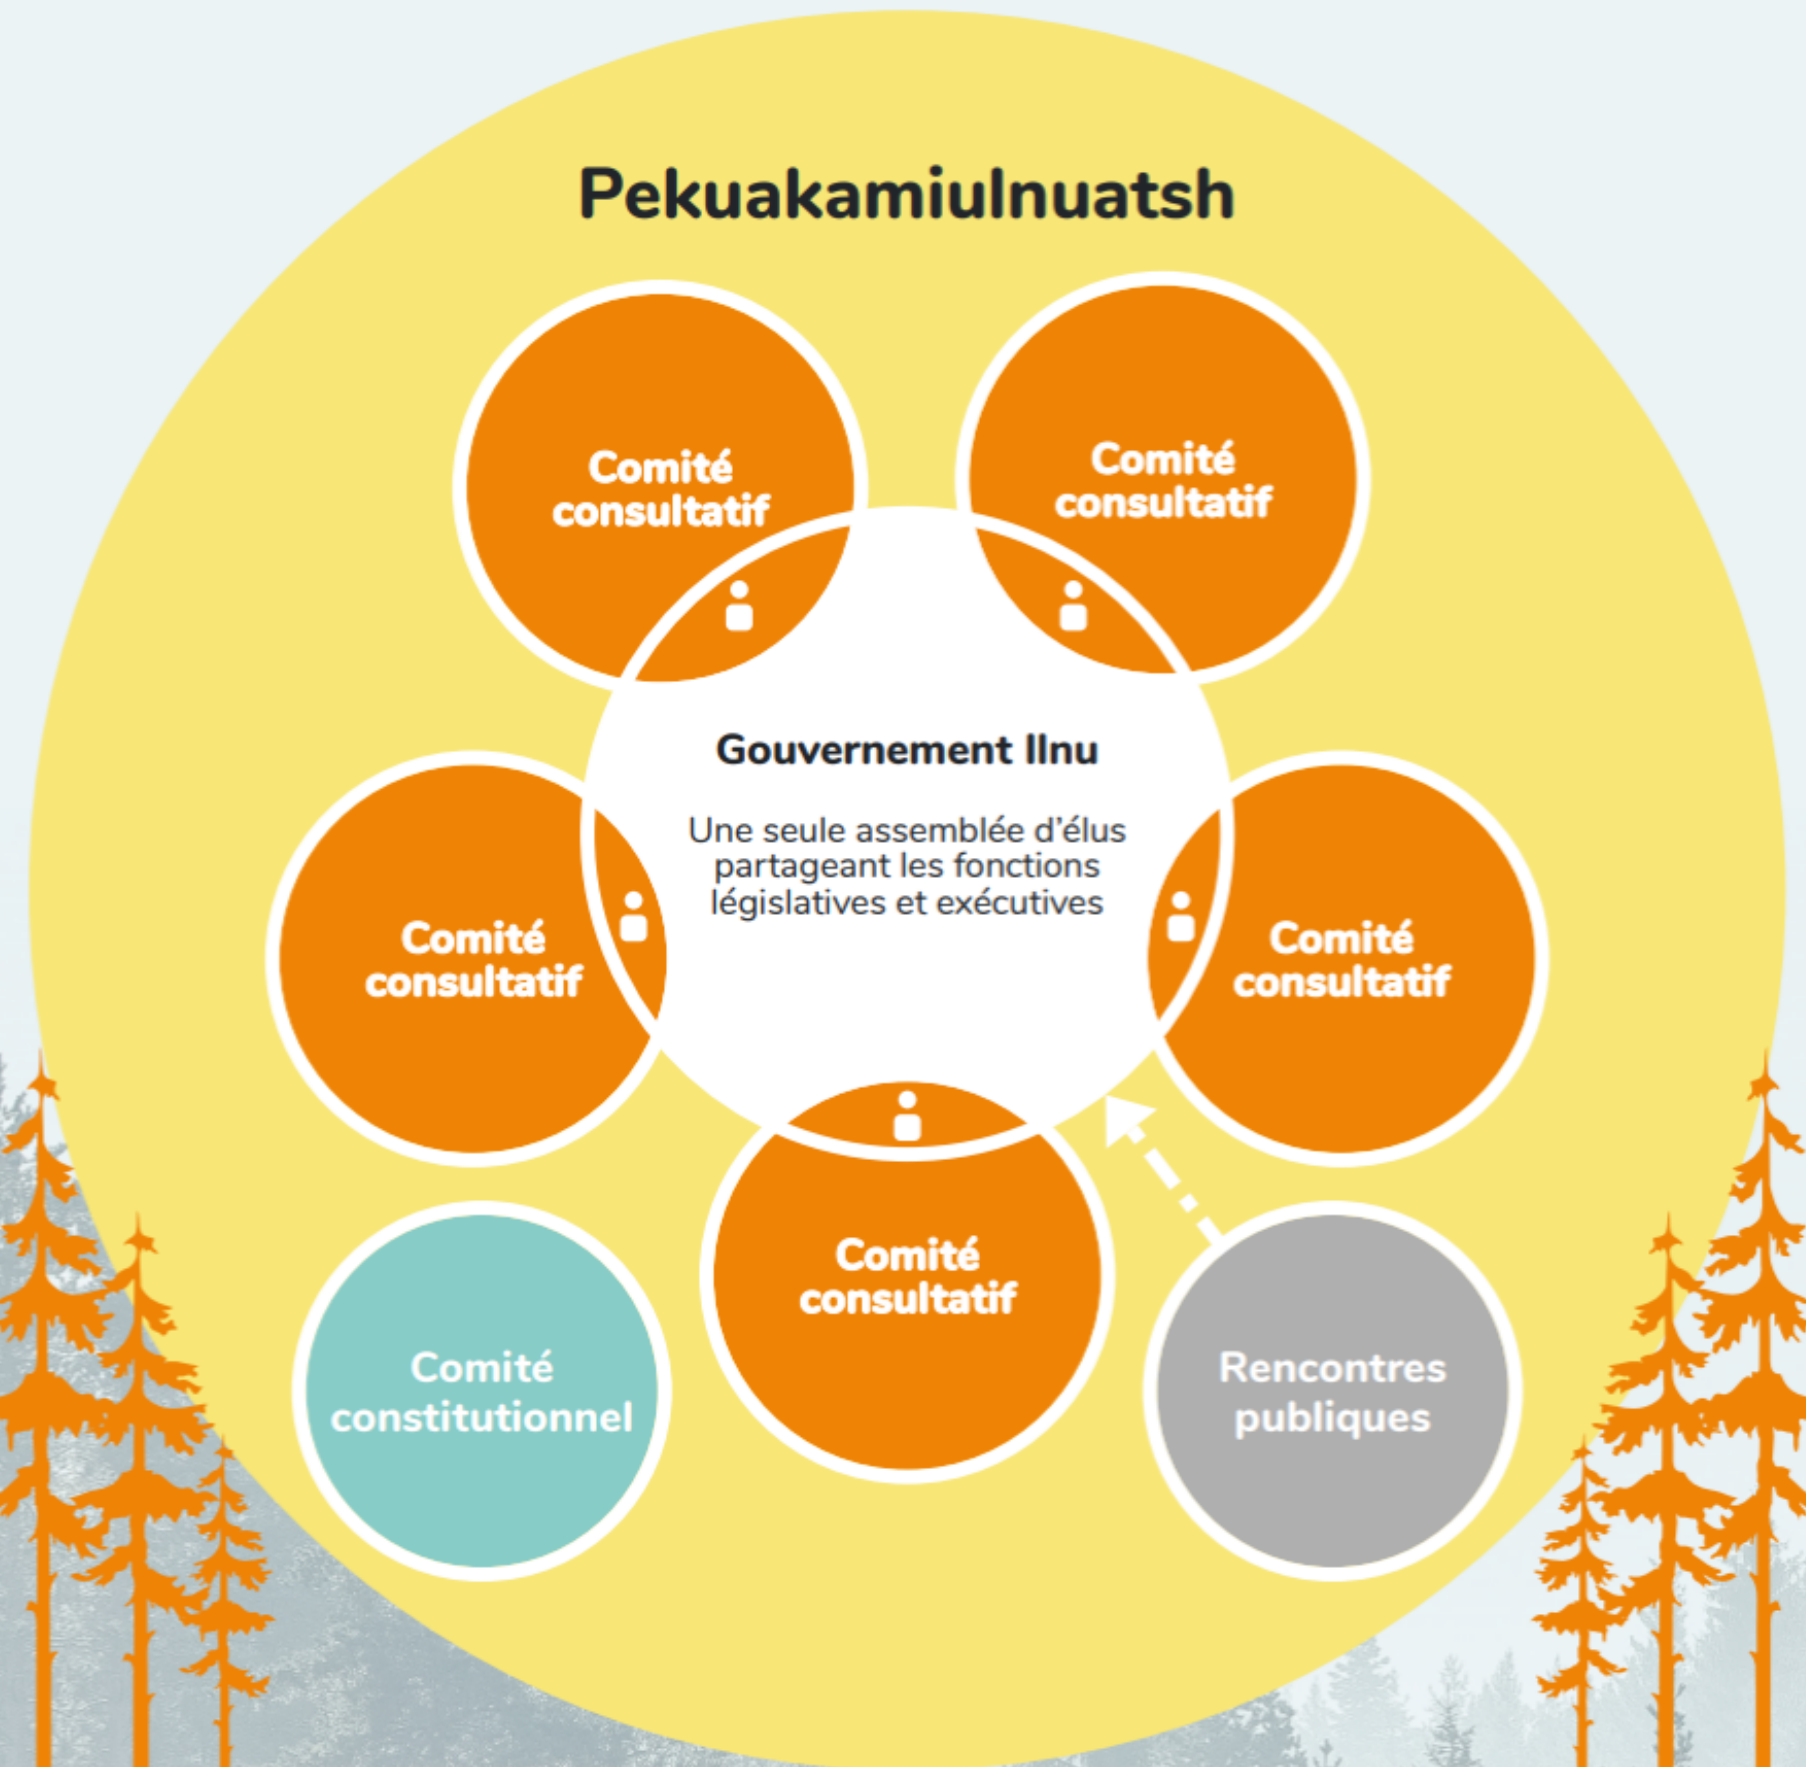 Pekuakamiulnuatsh
Comité
consultatif
Comité
consultatif
Gouvernement Ilnu
Une seule assemblée d’élus
partageant les fonctions
législatives et exécutives
Comité
consultatif
Comité
consultatif
Comité
consultatif
Comité
constitutionnel
Rencontres
publiques